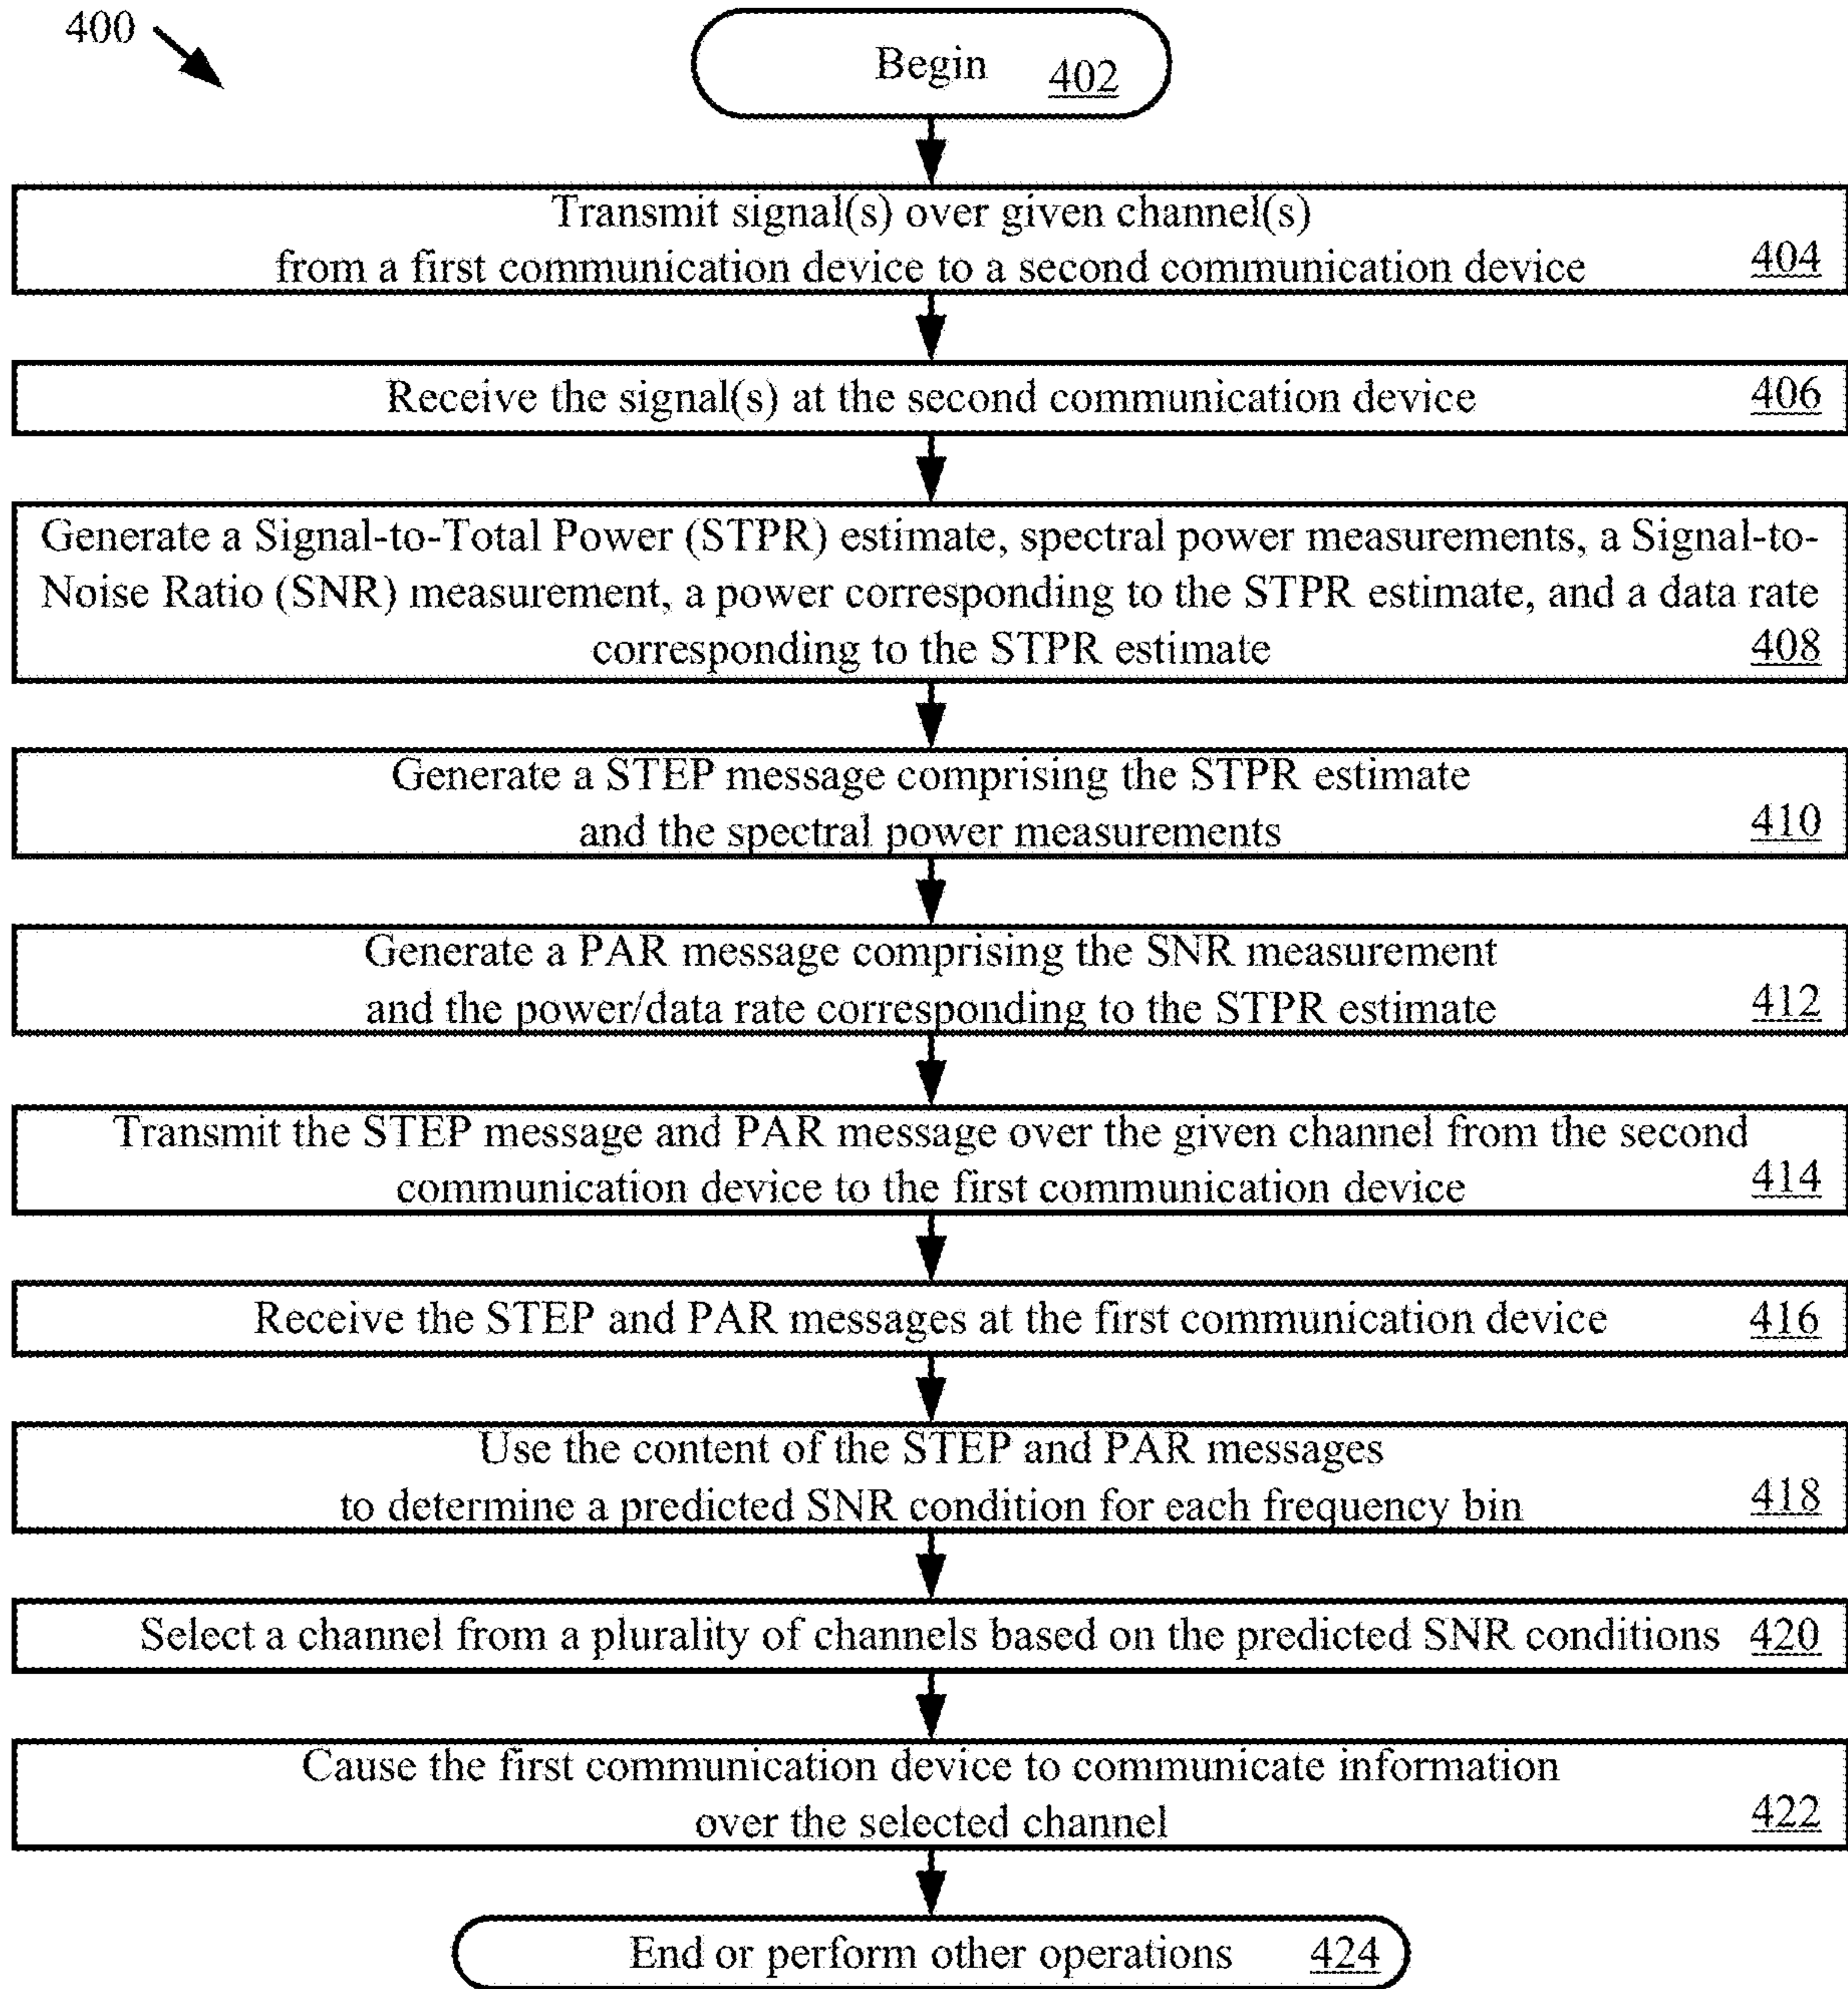 400
Begin 402
Transmit signal(s) over given channel(s)
from a first communication device to a second communication device 404
Receive the signal(s) at the second communication device 406
Generate a Signal-to-Total Power (STPR) estimate, spectral power measurements, a Signal-to-
Noise Ratio (SNR) measurement, a power corresponding to the STPR estimate, and a data rate
corresponding to the STPR estimate 408
Generate a STEP message comprising the STPR estimate
and the spectral power measurements 410
Generate a PAR message comprising the SNR measurement
and the power/data rate corresponding to the STPR estimate 412
Transmit the STEP message and PAR message over the given channel from the second
communication device to the first communication device 414
Receive the STEP and PAR messages at the first communication device 416
Use the content of the STEP and PAR messages
to determine a predicted SNR condition for each frequency bin 418
Select a channel from a plurality of channels based on the predicted SNR conditions 420
Cause the first communication device to communicate information
over the selected channel 422
End or perform other operations 424